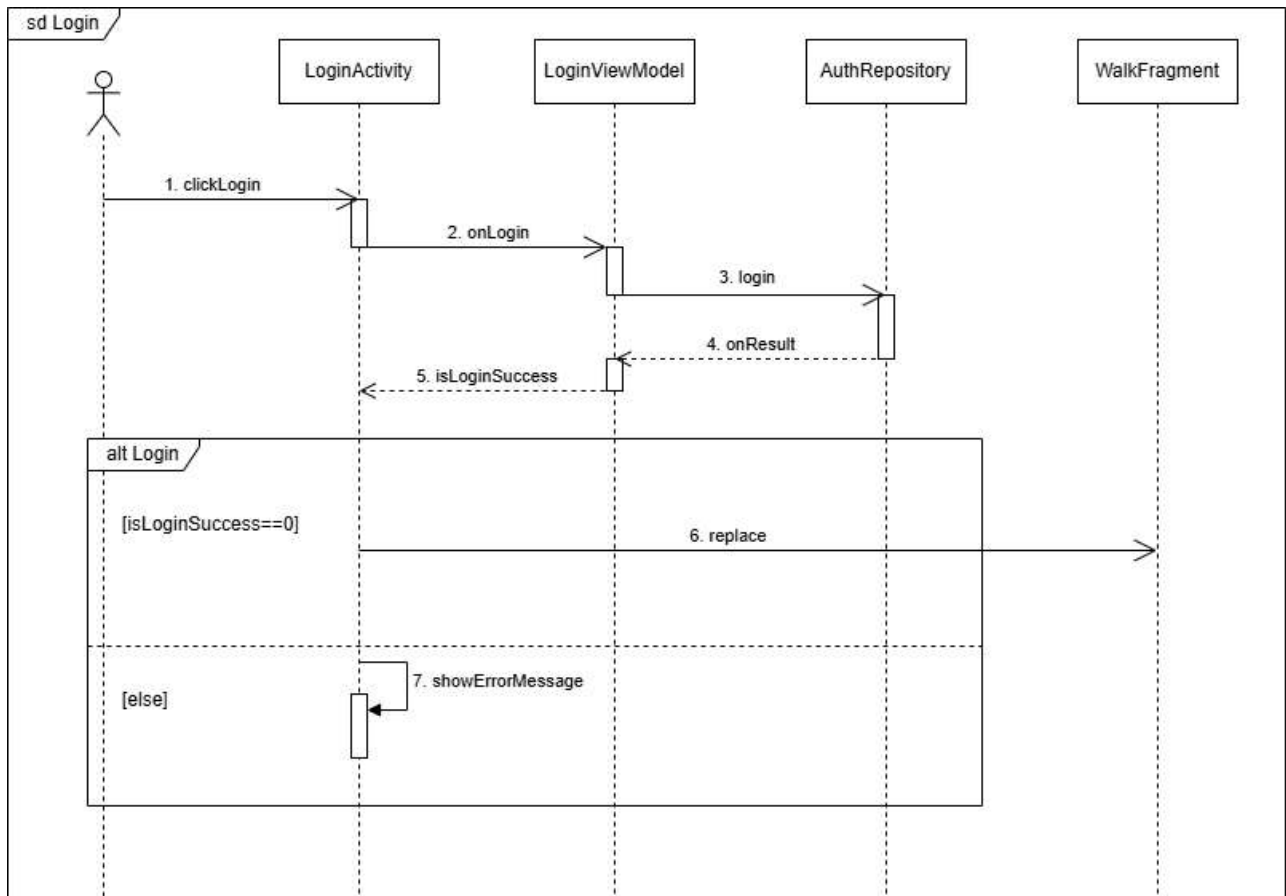 sd Login
LoginActivity
LoginViewModel
AuthRepository
WalkFragment
1. clickLogin
2. onLogin
3. login
4. onResult
5. isLoginSuccess
alt Login
[isLoginSuccess==0]
6. replace
7. showErrorMessage
[else]